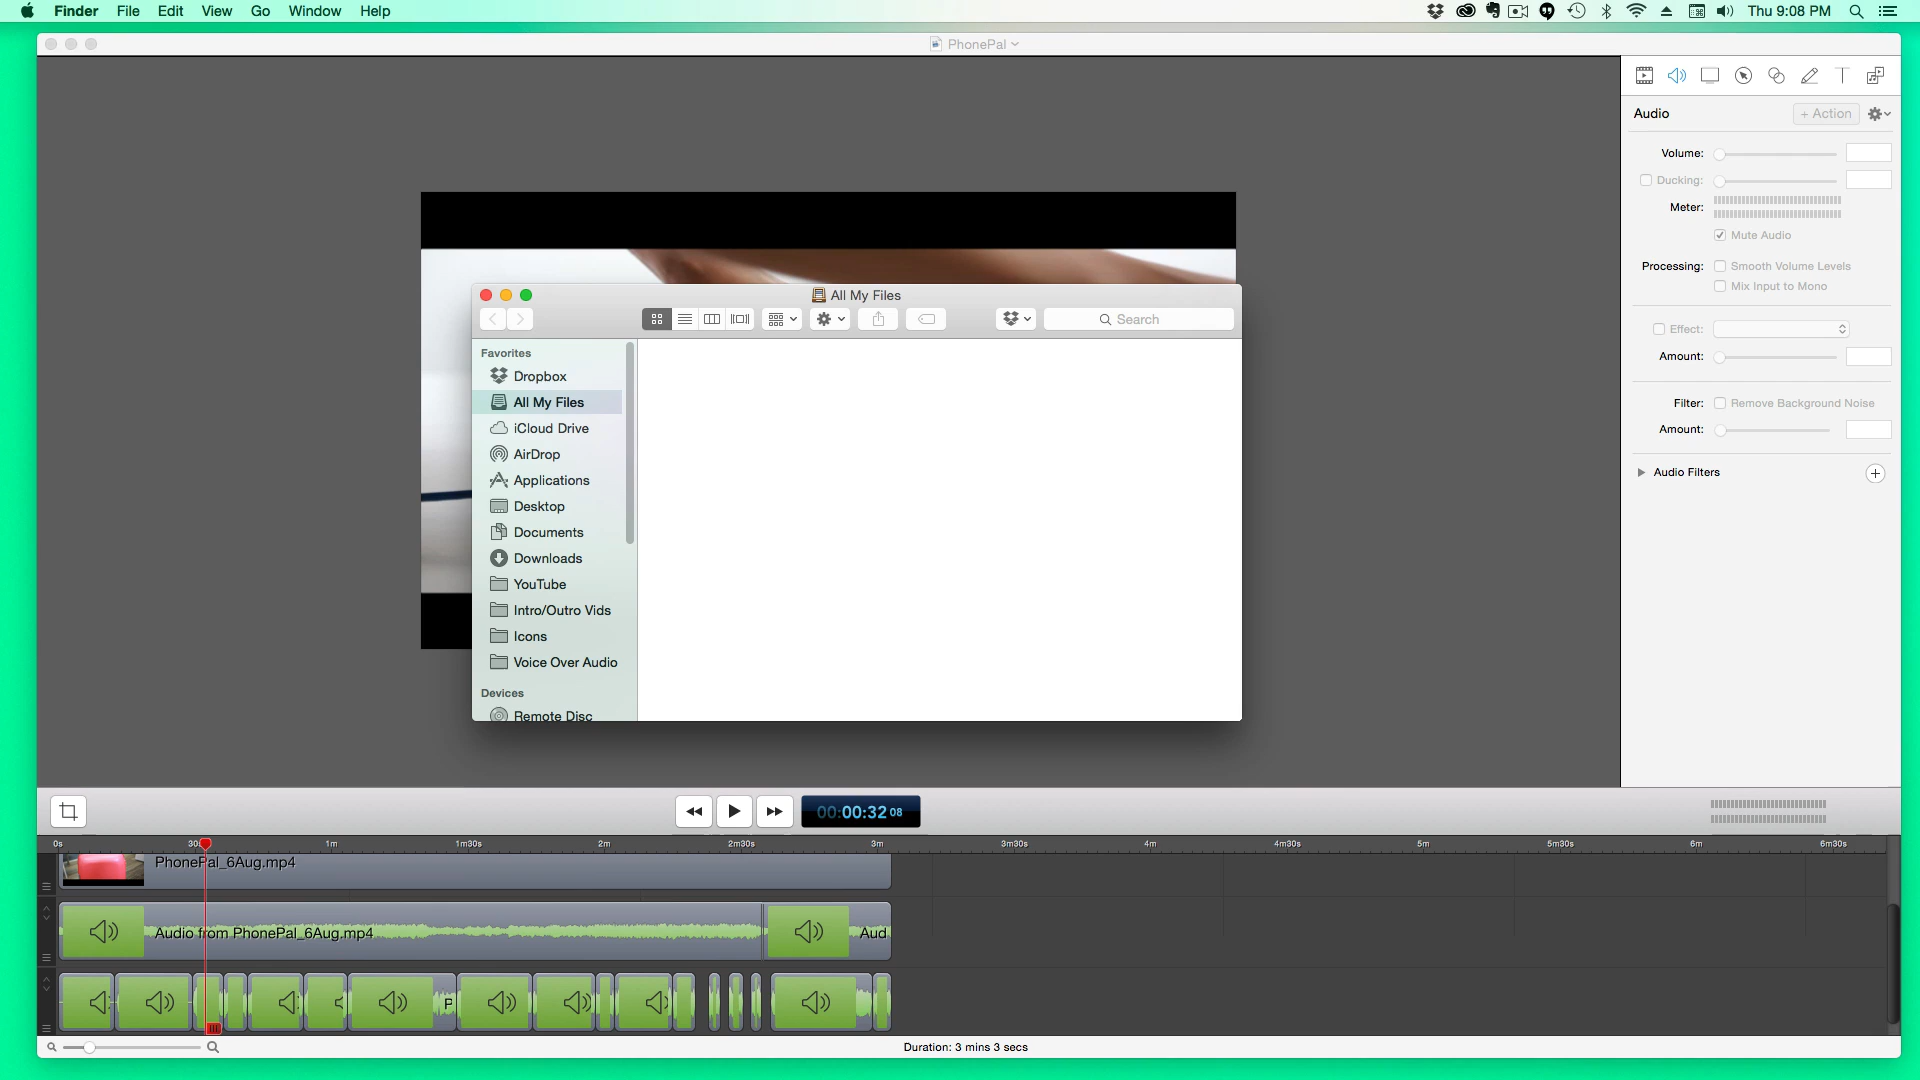 Finder File Edit View Go Window Help
Thu 9:08 PM
PhonePal
Audio
+ Action
Volume:
Ducking:
Meter:
Mute Audio
Processing:
Smooth Volume Levels
Mix Input to Mono
Effect:
Amount:
Filter:
Remove Background Noise
Amount:
Audio Filters
All My Files
Search
Favorites
Dropbox
All My Files
iCloud Drive
AirDrop
Applications
Desktop
Documents
Downloads
YouTube
Intro/Outro Vids
Icons
Voice Over Audio
Devices
Remote Disc
00:00:32 08
0s 30s 1m 1m30s 2m 2m30s 3m 3m30s 4m 4m30s 5m 5m30s 6m 6m30s
PhonePal_6Aug.mp4
Audio from PhonePal_6Aug.mp4
Aud
P
Duration: 3 mins 3 secs